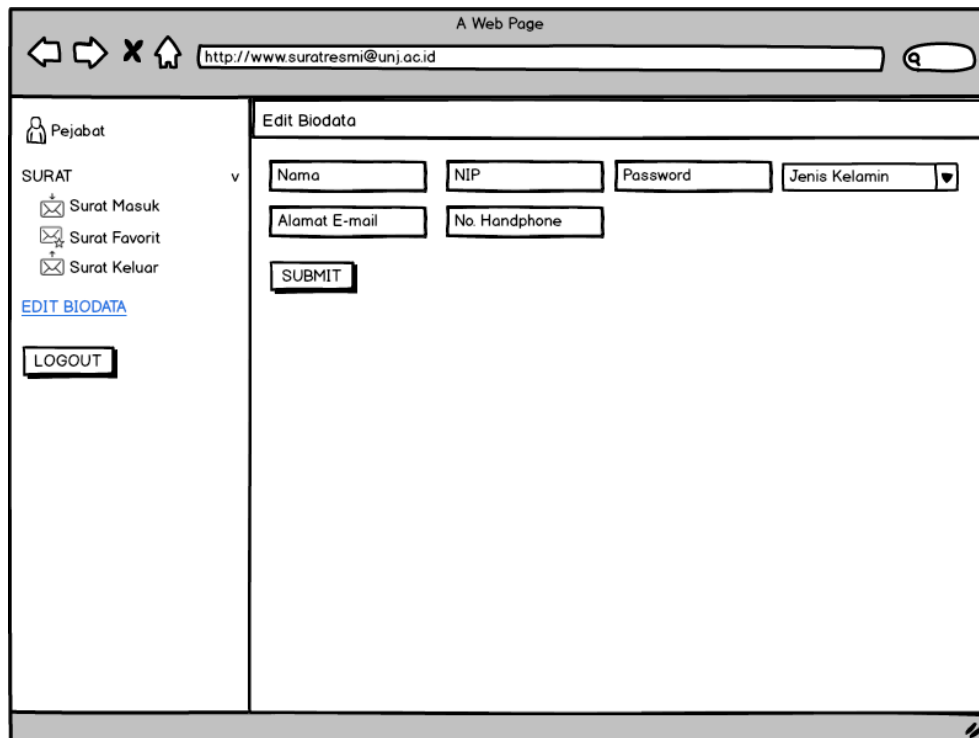 A Web Page
http://www.suratresmi@unj.ac.id
Pejabat
SURAT v
Surat Masuk
Surat Favorit
Surat Keluar
EDIT BIODATA
LOGOUT
Edit Biodata
Nama NIP Password Jenis Kelamin
Alamat E-mail No. Handphone
SUBMIT